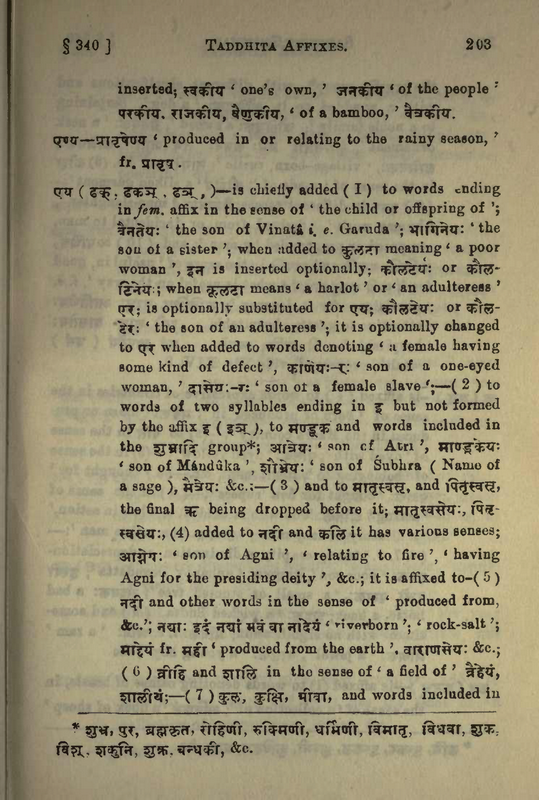 § 340 ] TADDHITA AFFIXES. 203
inserted; स्वकीय ‘ one's own, ’ जनकीय ‘ of the people ’
परकीय. राजकीय, वैणुकीय, ‘ of a bamboo, ’ वैत्रकीय.
एण्य—प्रावृषेण्य ‘ produced in or relating to the rainy season, ’
fr. प्रावृष्.
एय ( ढक्, ढकञ्, ढञ्, )—is chiefly added ( 1 ) to words ending
in fem. affix in the sense of ‘ the child or offspring of ’;
वैनतेयः ‘ the son of Vinatâ i. e. Garuda ’; भागिनेयः ‘ the
son of a sister ’; when added to कुलटा meaning ‘ a poor
woman ’, इन is inserted optionally; कौलटेयः or कौल-
टिनेयः; when कुलटा means ‘ a harlot ’ or ‘ an adulteress ’
एर; is optionally substituted for एय; कौलटेयः or कौल-
टेरः ‘ the son of an adulteress ’; it is optionally changed
to एर when added to words denoting ‘ a female having
some kind of defect ’, काणेयः-रः ‘ son of a one-eyed
woman, ’ दासेयः-रः ‘ son of a female slave ‘;—( 2 ) to
words of two syllables ending in इ but not formed
by the affix इ ( इञ् ), to मण्डूक and words included in
the शुभ्रादि group*; आत्रेयः ‘ son of Atri ’, माण्डूकेयः
‘ son of Mándûka ’, शौभ्रेयः ‘ son of Śubhra ( Name of
a sage ), मैत्रेयः &c.;—( 3 ) and to मातृस्वसृ, and पितृस्वसृ,
the final ऋ being dropped before it; मातृस्वसेयः, पितृ-
स्वसेयः, (4) added to नदी and कलि it has various senses;
आग्नेयः ‘ son of Agni ’, ‘ relating to fire ’, ‘ having
Agni for the presiding deity ’, &c.; it is affixed to-( 5 )
नदी and other words in the sense of ‘ produced from,
&c.’; नद्याः इदं नद्यां भवं वा नादेयं ‘ riverborn ’; ‘ rock-salt ’;
माहेयं fr. मही ‘ produced from the earth ’. वाराणसेयः &c.;
( 6 ) व्रीहि and शालि in the sense of ‘ a field of ’ व्रैहेयं,
शालीयं;—( 7 ) कुल, कुक्षि, ग्रीवा, and words included in
* शुभ्र, पुर, ब्रह्मकृत, रोहिणी, रुक्मिणी, धर्मिणी, विमातृ, विधवा, शुक,
विश्, शकुनि, शुक्र, बन्धकी, &c.